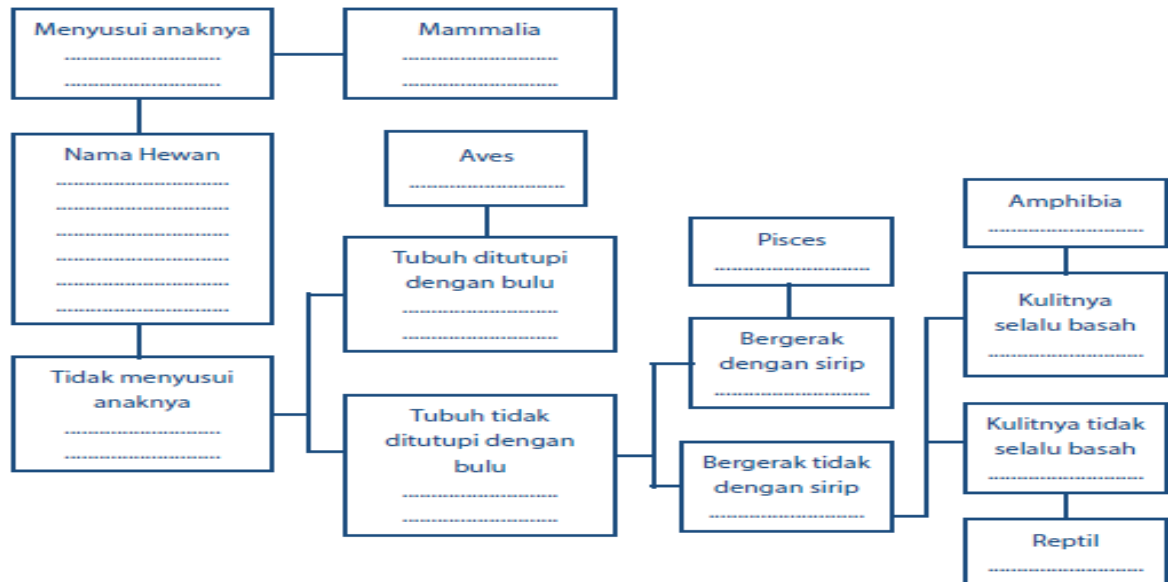 Menyusui anaknya
Mammalia
Nama Hewan
Aves
Tubuh ditutupi
dengan bulu
Tidak menyusui
anaknya
Tubuh tidak
ditutupi dengan
bulu
Pisces
Bergerak
dengan sirip
Bergerak tidak
dengan sirip
Amphibia
Kulitnya
selalu basah
Kulitnya tidak
selalu basah
Reptil